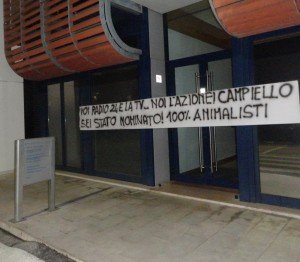 VOI RADIO 24 E LA TV... NOI L'AZIONE! CAMPIELLO
SEI STATO NOMINATO! 100% ANIMALISTI